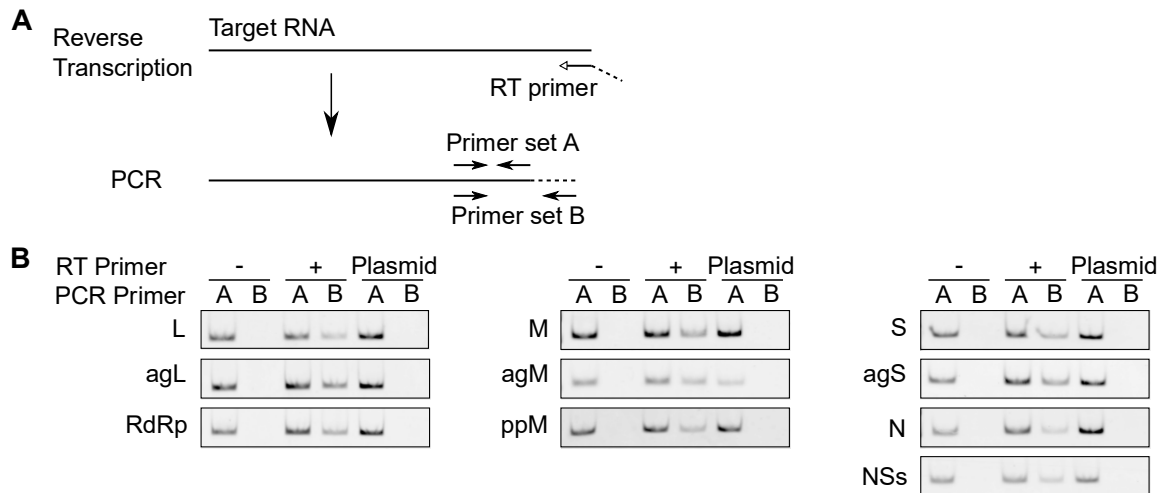 A
Reverse
Transcription
Target RNA
RT primer
Primer set A
PCR
Primer set B
B
RT Primer - + Plasmid - + Plasmid - + Plasmid
PCR Primer A B A B A B A B A B A B A B A B A B
L M S
agL agM agS
RdRp ppM N
NSs